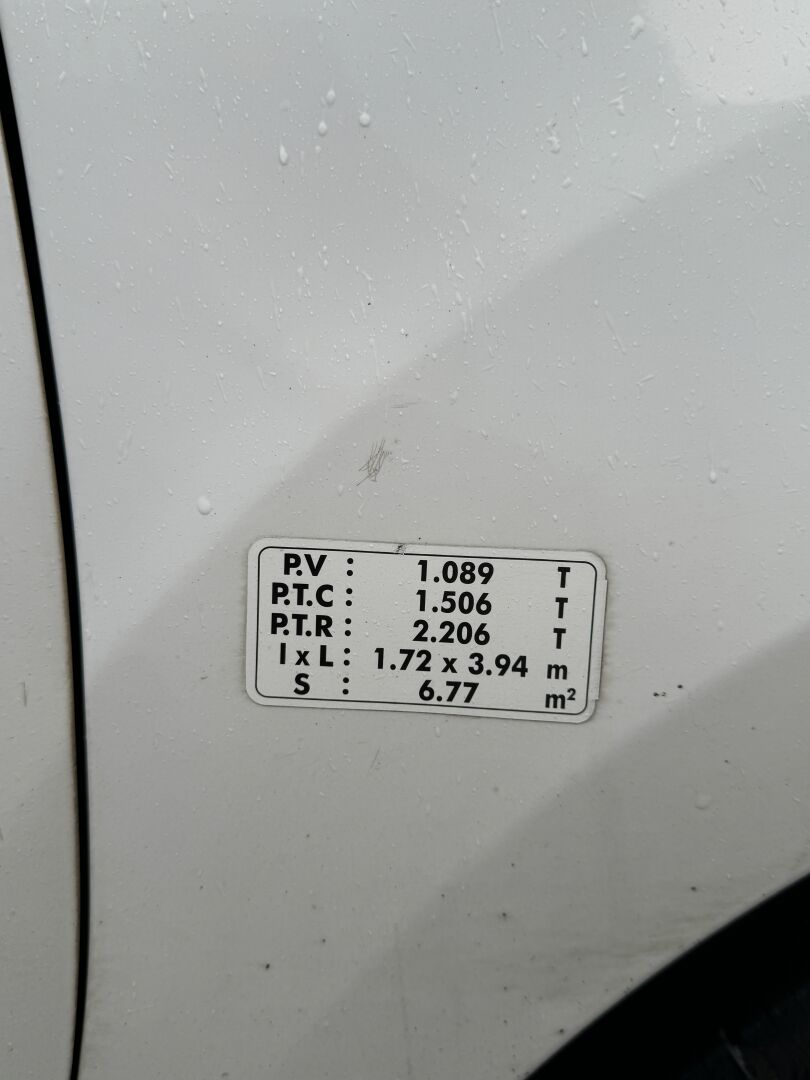 P.V : 1.089 T
P.T.C : 1.506 T
P.T.R : 2.206 T
l x L : 1.72 x 3.94 m
S : 6.77 m²